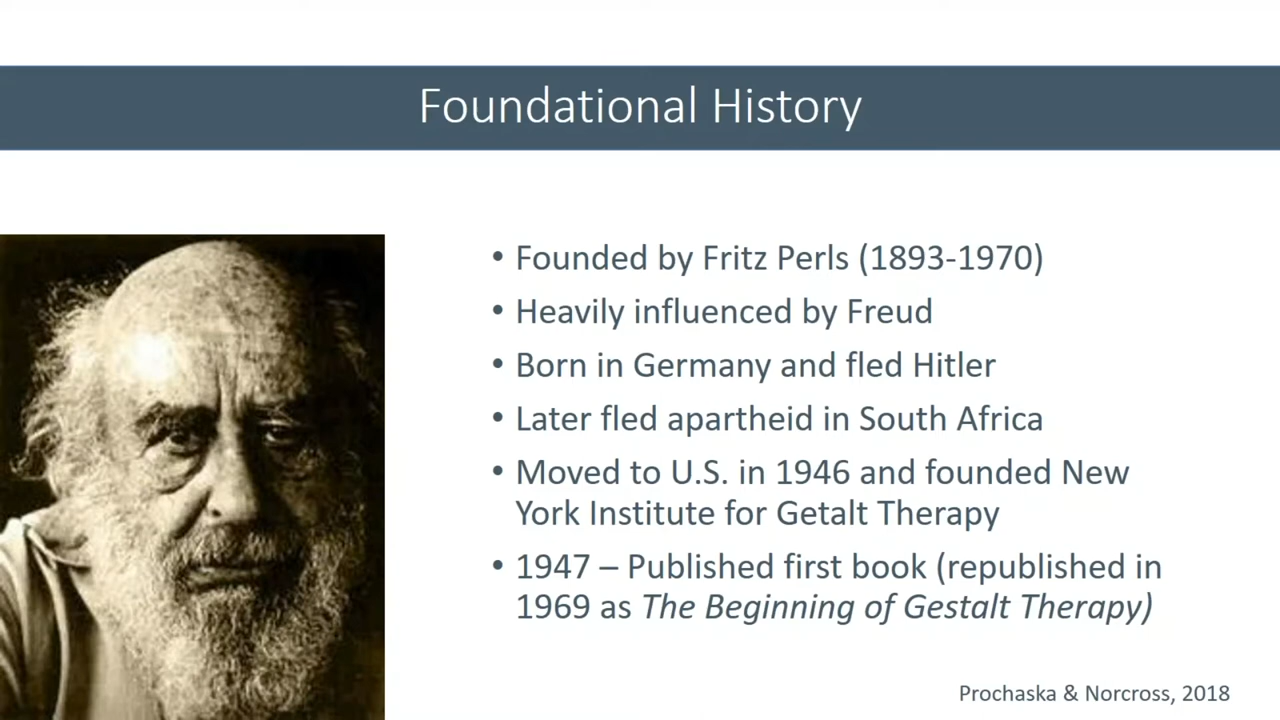 Foundational History
• Founded by Fritz Perls (1893-1970)
• Heavily influenced by Freud
• Born in Germany and fled Hitler
• Later fled apartheid in South Africa
• Moved to U.S. in 1946 and founded New
York Institute for Getalt Therapy
• 1947 – Published first book (republished in
1969 as The Beginning of Gestalt Therapy)
Prochaska & Norcross, 2018